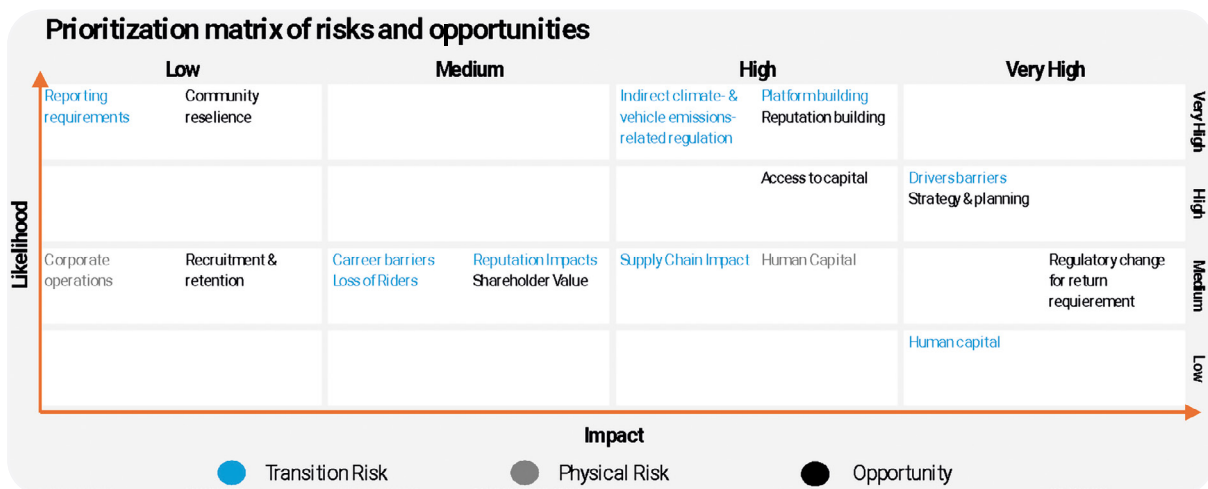 Prioritization matrix of risks and opportunities
Low
Medium
High
Very High
Reporting
requirements
Community
reselience
Indirect climate- &
vehicle emissions-
related regulation
Platform building
Reputation building
Very High
Access to capital
Drivers barriers
Strategy & planning
High
Likelihood
Corporate
operations
Recruitment &
retention
Carreer barriers
Loss of Riders
Reputation Impacts
Shareholder Value
Supply Chain Impact
Human Capital
Regulatory change
for return
requierement
Medium
Human capital
Low
Impact
Transition Risk
Physical Risk
Opportunity